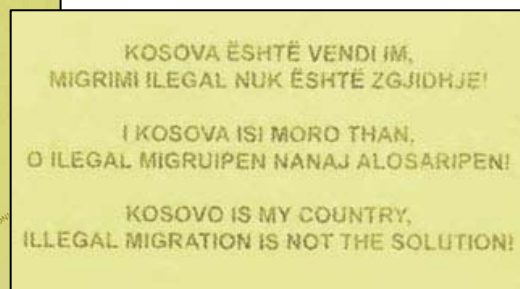 KOSOVA ËSHTË VENDI IM,
MIGRIMI ILEGAL NUK ËSHTË ZGJIDHJE!
I KOSOVA ISI MORO THAN,
O ILEGAL MIGRUIPEN NANAJ ALOSARIPEN!
KOSOVO IS MY COUNTRY,
ILLEGAL MIGRATION IS NOT THE SOLUTION!